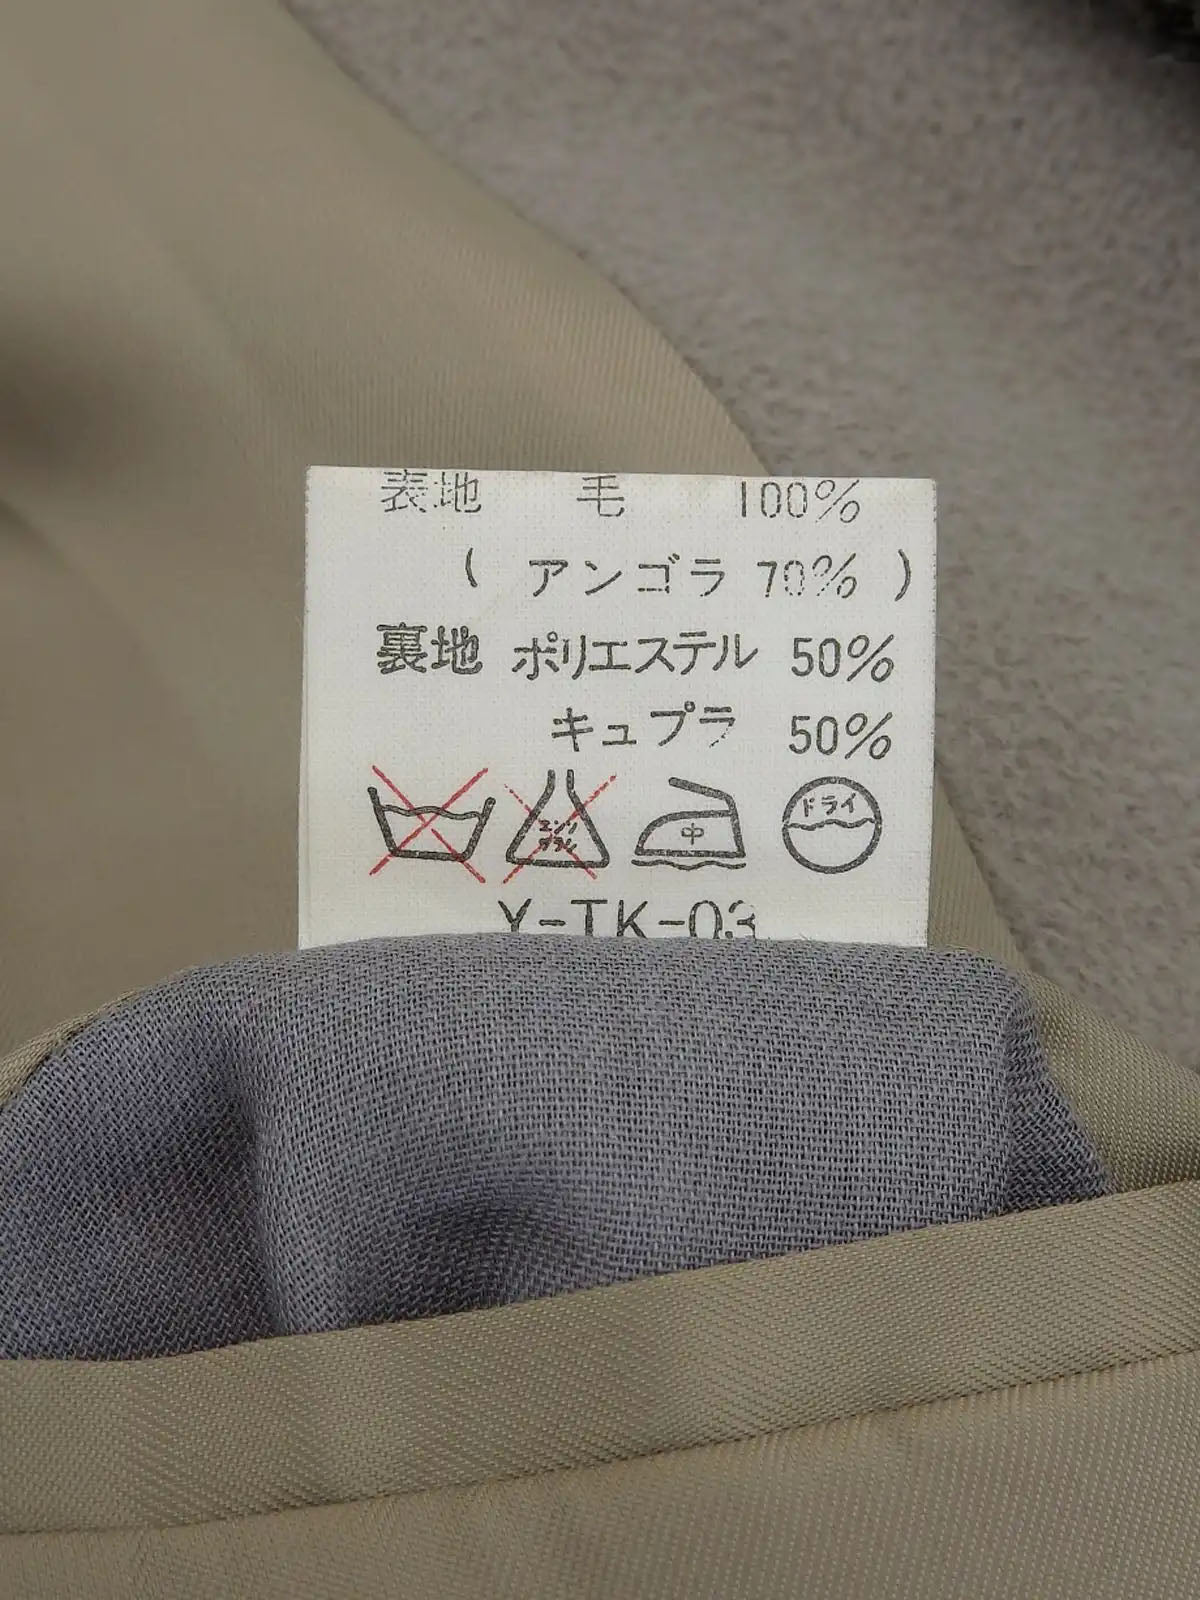 表地 毛 100%
( アンゴラ 70% )
裏地 ポリエステル 50%
キュプラ 50%
エンソ サラシ 中 ドライ
Y-TK-03